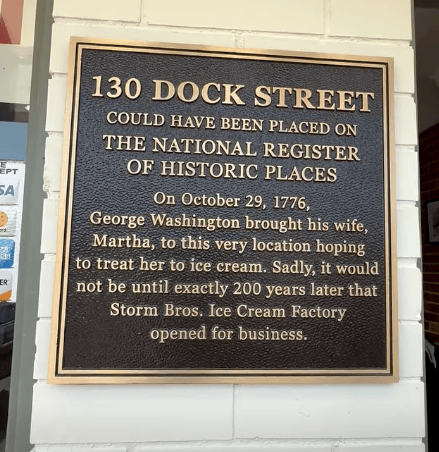 130 DOCK STREET
COULD HAVE BEEN PLACED ON
THE NATIONAL REGISTER
OF HISTORIC PLACES
On October 29, 1776,
George Washington brought his wife,
Martha, to this very location hoping
to treat her to ice cream. Sadly, it would
not be until exactly 200 years later that
Storm Bros. Ice Cream Factory
opened for business.